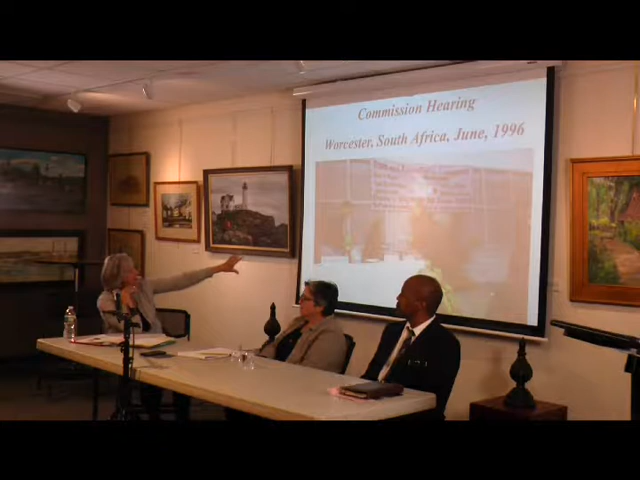 Commission Hearing
Worcester, South Africa, June, 1996